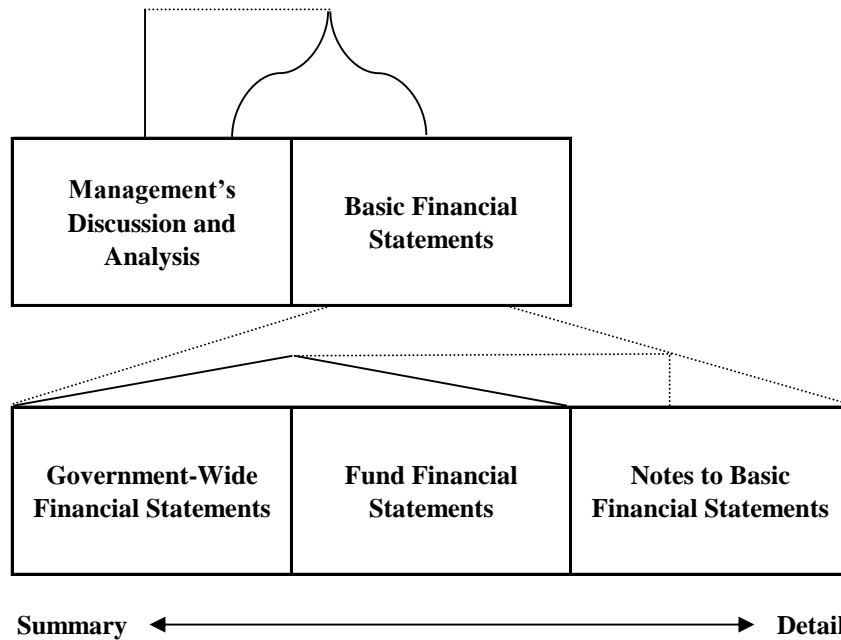 Management’s
Discussion and
Analysis
Basic Financial
Statements
Government-Wide
Financial Statements
Fund Financial
Statements
Notes to Basic
Financial Statements
Summary
Detail